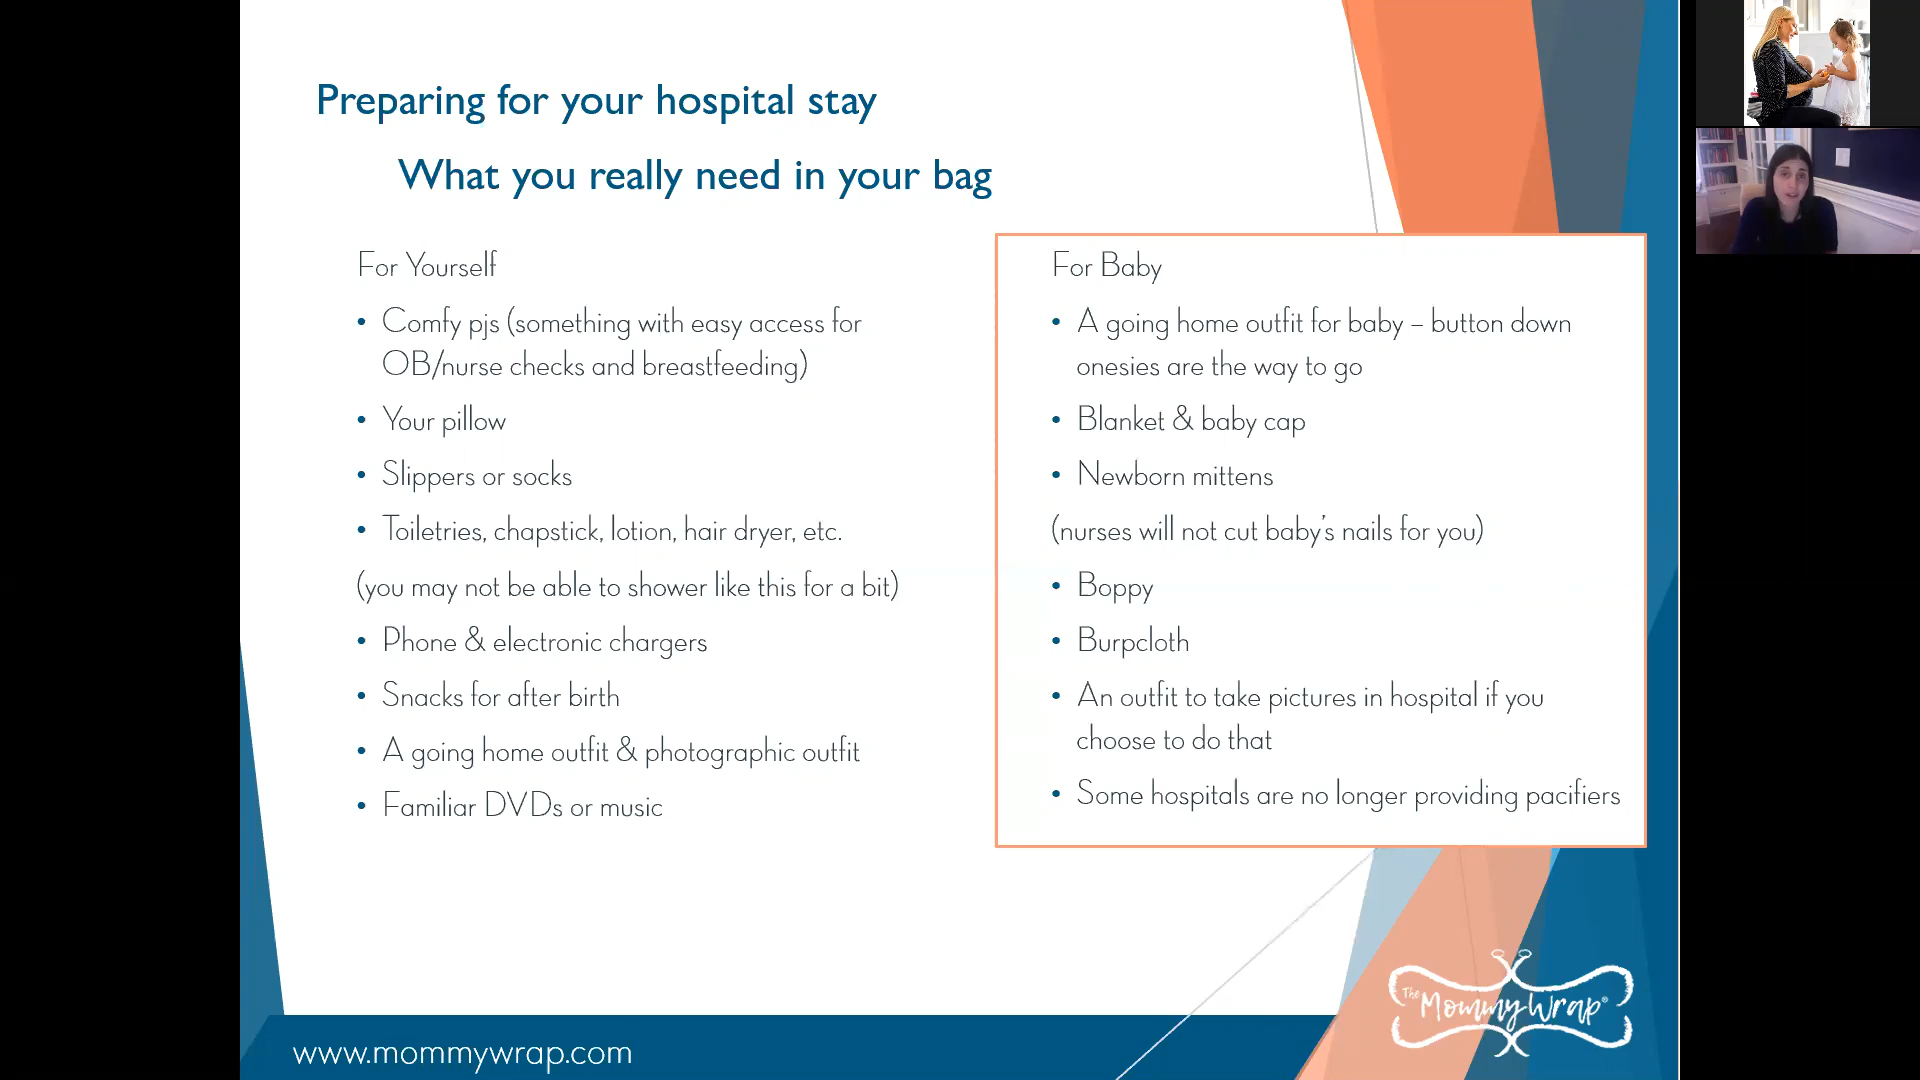 Preparing for your hospital stay
What you really need in your bag
For Yourself
• Comfy pjs (something with easy access for
OB/nurse checks and breastfeeding)
• Your pillow
• Slippers or socks
• Toiletries, chapstick, lotion, hair dryer, etc.
(you may not be able to shower like this for a bit)
• Phone & electronic chargers
• Snacks for after birth
• A going home outfit & photographic outfit
• Familiar DVDs or music
For Baby
• A going home outfit for baby – button down
onesies are the way to go
• Blanket & baby cap
• Newborn mittens
(nurses will not cut baby's nails for you)
• Boppy
• Burpcloth
• An outfit to take pictures in hospital if you
choose to do that
• Some hospitals are no longer providing pacifiers
www.mommywrap.com
The MommyWrap®